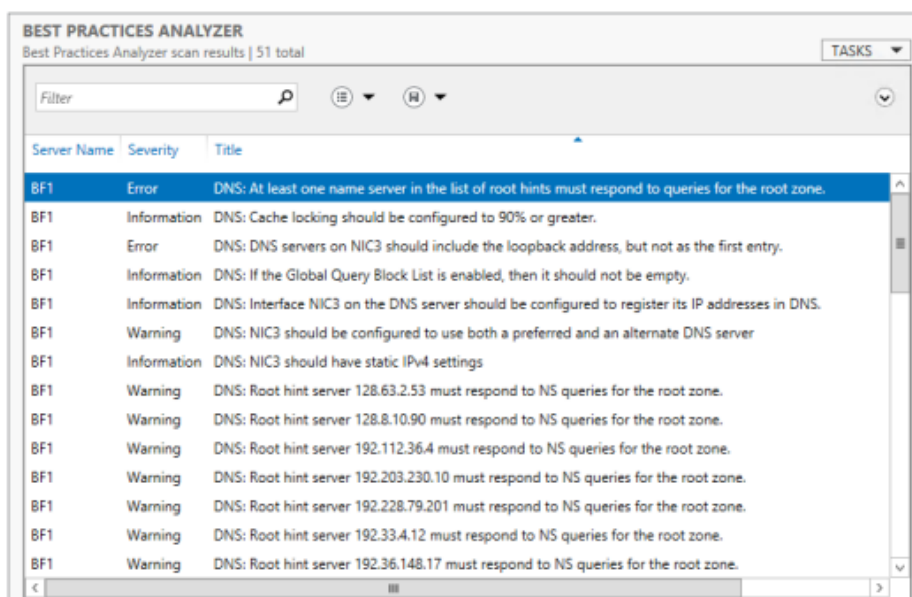 BEST PRACTICES ANALYZER
Best Practices Analyzer scan results | 51 total
TASKS
Filter
Server Name Severity Title
BF1 Error DNS: At least one name server in the list of root hints must respond to queries for the root zone.
BF1 Information DNS: Cache locking should be configured to 90% or greater.
BF1 Error DNS: DNS servers on NIC3 should include the loopback address, but not as the first entry.
BF1 Information DNS: If the Global Query Block List is enabled, then it should not be empty.
BF1 Information DNS: Interface NIC3 on the DNS server should be configured to register its IP addresses in DNS.
BF1 Warning DNS: NIC3 should be configured to use both a preferred and an alternate DNS server
BF1 Information DNS: NIC3 should have static IPv4 settings
BF1 Warning DNS: Root hint server 128.63.2.53 must respond to NS queries for the root zone.
BF1 Warning DNS: Root hint server 128.8.10.90 must respond to NS queries for the root zone.
BF1 Warning DNS: Root hint server 192.112.36.4 must respond to NS queries for the root zone.
BF1 Warning DNS: Root hint server 192.203.230.10 must respond to NS queries for the root zone.
BF1 Warning DNS: Root hint server 192.228.79.201 must respond to NS queries for the root zone.
BF1 Warning DNS: Root hint server 192.33.4.12 must respond to NS queries for the root zone.
BF1 Warning DNS: Root hint server 192.36.148.17 must respond to NS queries for the root zone.